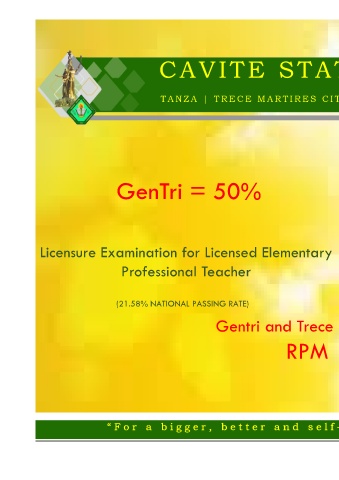 CAVITE STAT
TANZA | TRECE MARTIRES CIT
GenTri = 50%
Licensure Examination for Licensed Elementary
Professional Teacher
(21.58% NATIONAL PASSING RATE)
Gentri and Trece
RPM
“For a bigger, better and self-